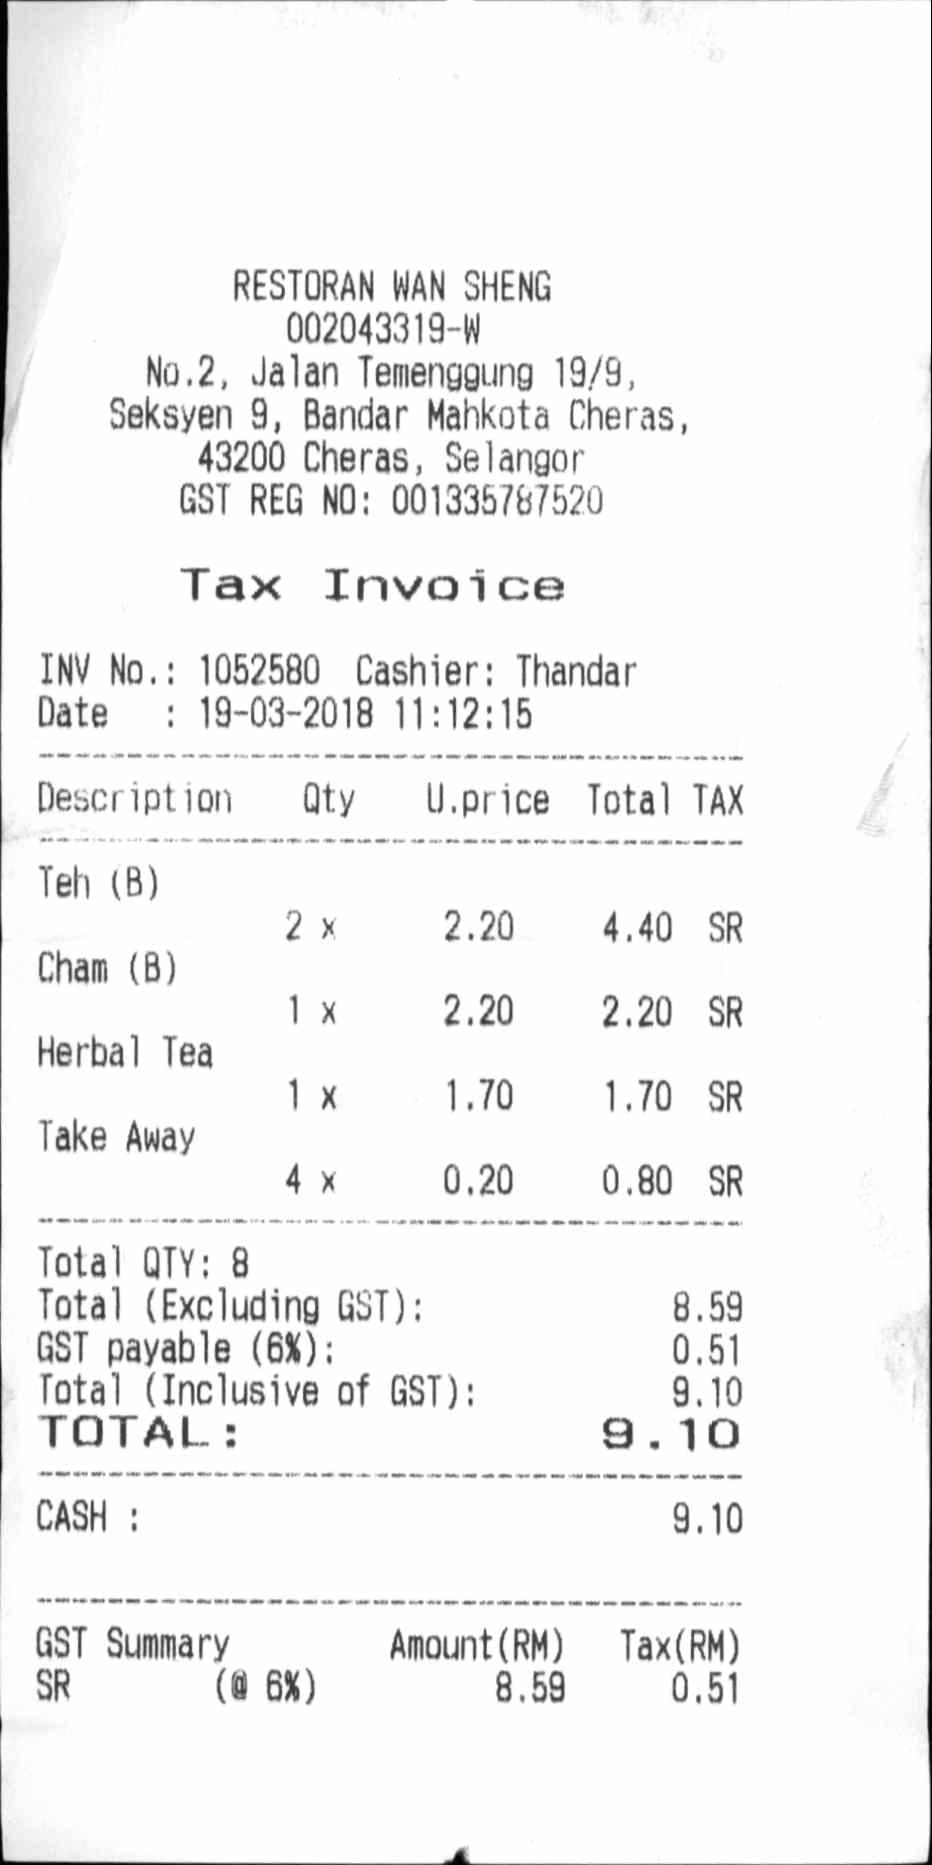 RESTORAN WAN SHENG
002043319-W
No.2, Jalan Temenggung 19/9,
Seksyen 9, Bandar Mahkota Cheras,
43200 Cheras, Selangor
GST REG NO: 001335787520
Tax Invoice
INV No.: 1052580 Cashier: Thandar
Date : 19-03-2018 11:12:15
Description Qty U.price Total TAX
Teh (B)
2 x 2.20 4.40 SR
Cham (B)
1 x 2.20 2.20 SR
Herbal Tea
1 x 1.70 1.70 SR
Take Away
4 x 0.20 0.80 SR
Total QTY: 8
Total (Excluding GST): 8.59
GST payable (6%): 0.51
Total (Inclusive of GST): 9.10
TOTAL: 9.10
CASH : 9.10
GST Summary Amount(RM) Tax(RM)
SR (@ 6%) 8.59 0.51